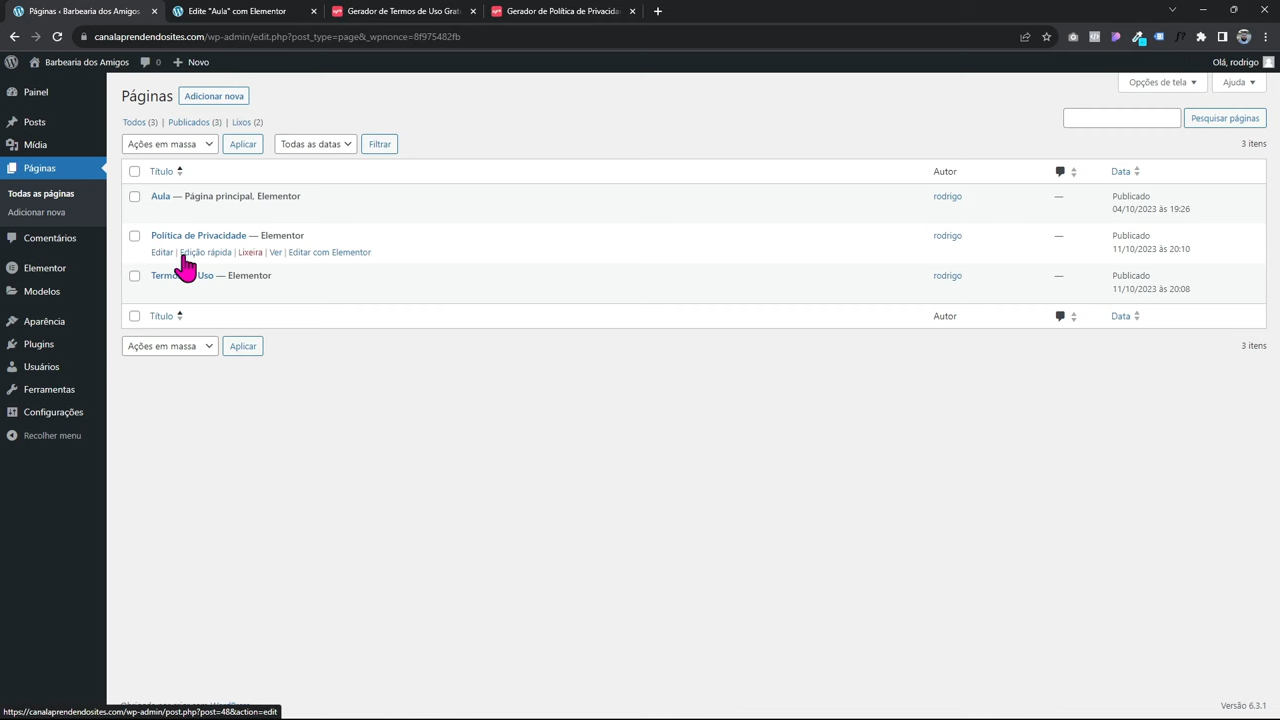 Páginas ‹ Barbearia dos Amigos
Edite "Aula" com Elementor
Gerador de Termos de Uso Grat
Gerador de Política de Privacida
canalaprendendosites.com/wp-admin/edit.php?post_type=page&_wpnonce=8f975482fb
Barbearia dos Amigos
0
Novo
Olá, rodrigo
Painel
Posts
Mídia
Páginas
Todas as páginas
Adicionar nova
Comentários
Elementor
Modelos
Aparência
Plugins
Usuários
Ferramentas
Configurações
Recolher menu
Opções de tela
Ajuda
Páginas
Adicionar nova
Todos (3) | Publicados (3) | Lixos (2)
Pesquisar páginas
Ações em massa
Aplicar
Todas as datas
Filtrar
3 itens
Título
Autor
Data
Aula — Página principal, Elementor
rodrigo
—
Publicado
04/10/2023 às 19:26
Política de Privacidade — Elementor
Editar | Edição rápida | Lixeira | Ver | Editar com Elementor
rodrigo
—
Publicado
11/10/2023 às 20:10
Uso — Elementor
rodrigo
—
Publicado
11/10/2023 às 20:08
Título
Autor
Data
Ações em massa
Aplicar
3 itens
https://canalaprendendosites.com/wp-admin/post.php?post=48&action=edit
Versão 6.3.1